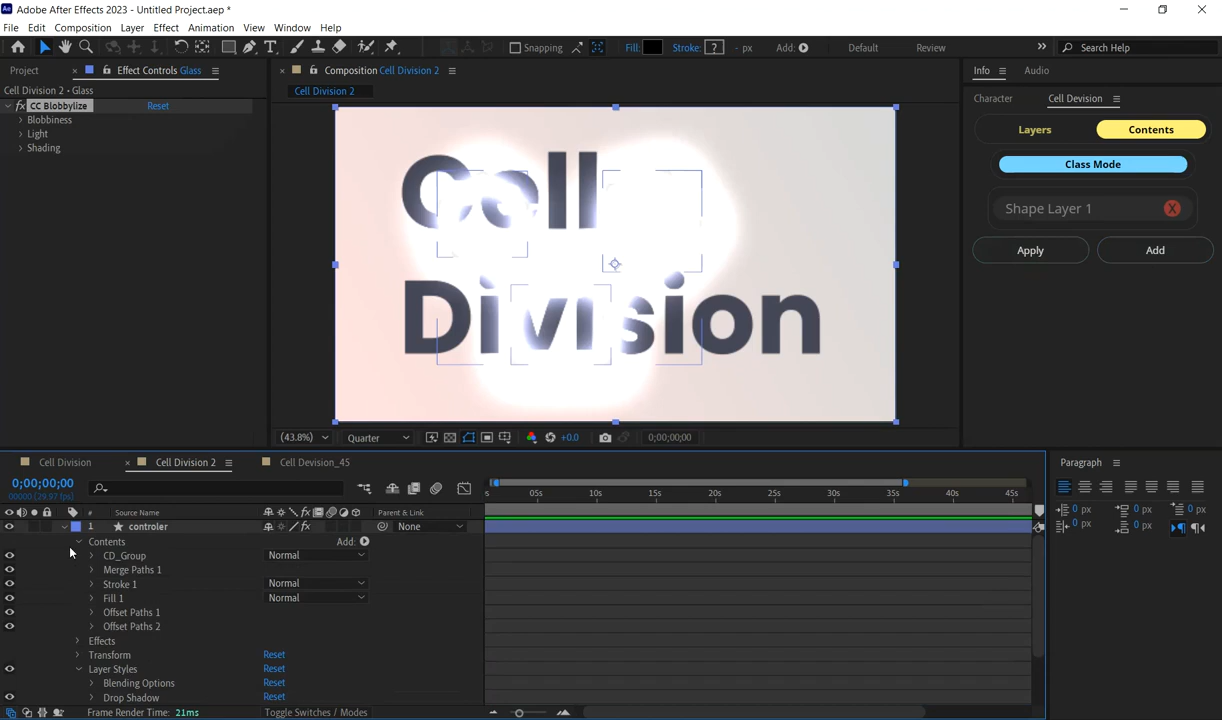 Adobe After Effects 2023 - Untitled Project.aep *
File Edit Composition Layer Effect Animation View Window Help
Snapping Fill: Stroke: ? - px Add: Default Review Search Help
Project Effect Controls Glass
Cell Division 2 • Glass
fx CC Blobbylize Reset
Blobbiness
Light
Shading
Composition Cell Division 2
Cell Division 2
Cell
Division
(43.8%) Quarter +0.0 0;00;00;00
Info Audio
Character Cell Devision
Layers Contents
Class Mode
Shape Layer 1 X
Apply Add
Cell Division Cell Division 2 Cell Devision_45
0;00;00;00
00000 (29.97 fps)
s 05s 10s 15s 20s 25s 30s 35s 40s 45s
# Source Name Parent & Link
1 controler None
Contents Add:
CD_Group Normal
Merge Paths 1
Stroke 1 Normal
Fill 1 Normal
Offset Paths 1
Offset Paths 2
Effects
Transform Reset
Layer Styles Reset
Blending Options Reset
Drop Shadow Reset
Frame Render Time: 21ms Toggle Switches / Modes
Paragraph
0 px 0 px 0 px
0 px 0 px